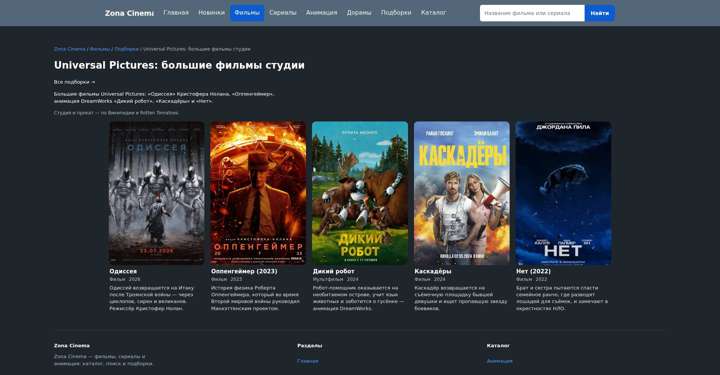 Zona Cinema
Главная Новинки Фильмы Сериалы Анимация Дорамы Подборки Каталог
Название фильма или сериала
Найти
Zona Cinema / Фильмы / Подборки / Universal Pictures: большие фильмы студии
Universal Pictures: большие фильмы студии
Все подборки →
Большие фильмы Universal Pictures: «Одиссея» Кристофера Нолана, «Оппенгеймер»,
анимация DreamWorks «Дикий робот», «Каскадёры» и «Нет».
Студия и прокат — по Википедии и Rotten Tomatoes.
ОДИССЕЯ
ОППЕНГЕЙМЕР
ЛУПИТА НИОНГО
ДИКИЙ
РОБОТ
РАЙАН ГОСЛИНГ
ЭМИЛИ БЛАНТ
КАСКАДЁРЫ
ДЖОРДАНА ПИЛА
НЕТ
Одиссея
Фильм 2026
Одиссей возвращается на Итаку
после Троянской войны — через
циклопов, сирен и великанов.
Режиссёр Кристофер Нолан.
Оппенгеймер (2023)
Фильм 2023
История физика Роберта
Оппенгеймера, который во время
Второй мировой войны руководил
Манхэттенским проектом.
Дикий робот
Мультфильм 2024
Робот-помощник оказывается на
необитаемом острове, учит язык
животных и заботится о гусёнке —
анимация DreamWorks.
Каскадёры
Фильм 2024
Каскадёр возвращается на
съёмочную площадку бывшей
девушки и ищет пропавшую звезду
боевиков.
Нет (2022)
Фильм 2022
Брат и сестра пытаются спасти
семейное ранчо, где разводят
лошадей для съёмок, и замечают в
окрестностях НЛО.
Zona Cinema
Zona Cinema — фильмы, сериалы и
анимация: каталог, поиск и подборки.
Разделы
Главная
Каталог
Анимация